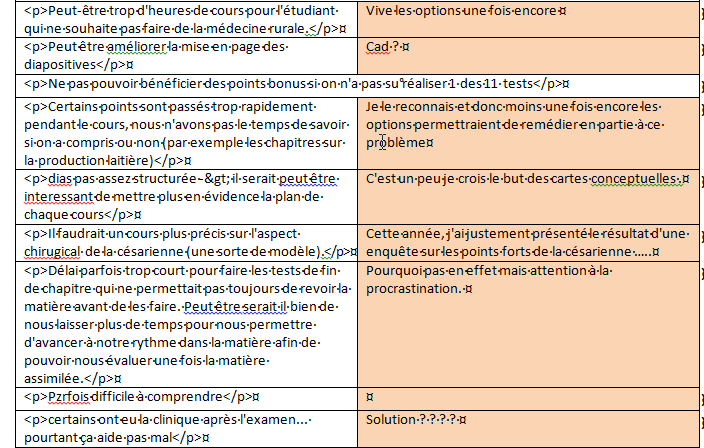 <p>Peut-être trop d'heures de cours pour l'étudiant
qui ne souhaite pas faire de la médecine rurale.</p>¤
Vive les options une fois encore ¤
<p>Peut être améliorer la mise en page des
diapositives</p>¤
Cad ? ¤
<p>Ne pas pouvoir bénéficier des points bonus si on n'a pas su réaliser 1 des 11 tests</p>¤
<p>Certains points sont passés trop rapidement
pendant le cours, nous n'avons pas le temps de savoir
si on a compris ou non (par exemple les chapitres sur
la production laitière)</p>¤
Je le reconnais et donc moins une fois encore les
options permettraient de remédier en partie à ce
problème¤
<p>dias pas assez structurée -&gt; il serait peut être
interessant de mettre plus en évidence la plan de
chaque cours</p>¤
C'est un peu je crois le but des cartes conceptuelles .¤
<p>Il faudrait un cours plus précis sur l'aspect
chirugical de la césarienne (une sorte de modèle).</p>¤
Cette année, j'ai justement présenté le résultat d'une
enquête sur les points forts de la césarienne .....¤
<p>Délai parfois trop court pour faire les tests de fin
de chapitre qui ne permettait pas toujours de revoir la
matière avant de les faire. Peut être serait il bien de
nous laisser plus de temps pour nous permettre
d'avancer à notre rythme dans la matière afin de
pouvoir nous évaluer une fois la matière
assimilée.</p>¤
Pourquoi pas en effet mais attention à la
procrastination. ¤
<p>Pzrfois difficile à comprendre</p>¤
¤
<p>certains ont eu la clinique après l'examen...
pourtant ça aide pas mal</p>¤
Solution ? ? ? ? ¤